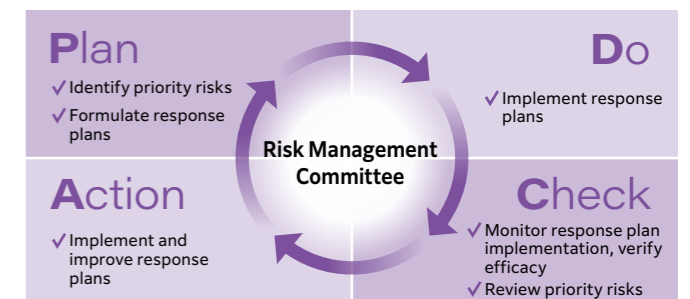 Plan
✓ Identify priority risks
✓ Formulate response
plans
Do
✓ Implement response
plans
Risk Management
Committee
Action
✓ Implement and
improve response
plans
Check
✓ Monitor response plan
implementation, verify
efficacy
✓ Review priority risks